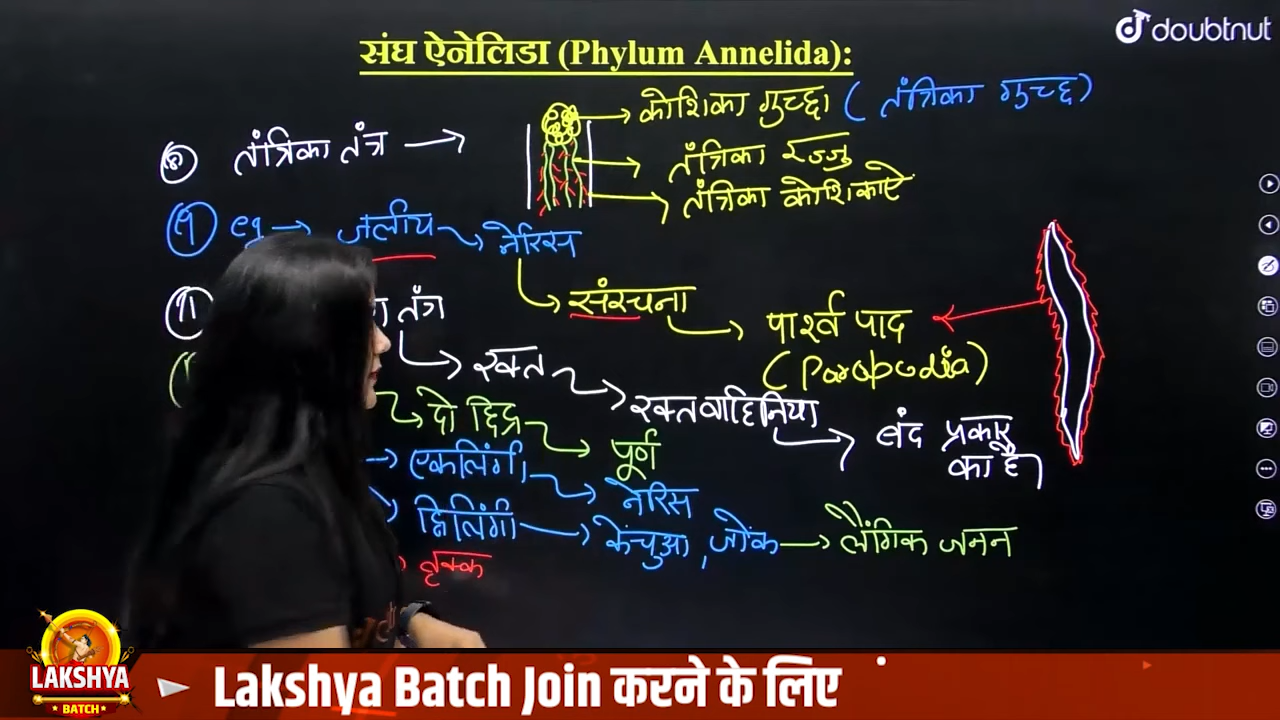 doubtnut
संघ ऐनेलिडा (Phylum Annelida):
कोशिका गुच्छा (तंत्रिका गुच्छ)
तंत्रिका तंत्र
तंत्रिका रज्जु
तंत्रिका कोशिकाऐ
eg जलीय नेरिस
संरचना
तंत्र
पार्श्व पाद
(Parapodia)
रक्त रक्तवाहिनिया बंद प्रकार
का है
दो छिद्र पूर्ण
एकलिंगी नेरिस
द्विलिंगी केंचुआ, जोंक लैंगिक जनन
वृक्क
LAKSHYA
BATCH
Lakshya Batch Join करने के लिए